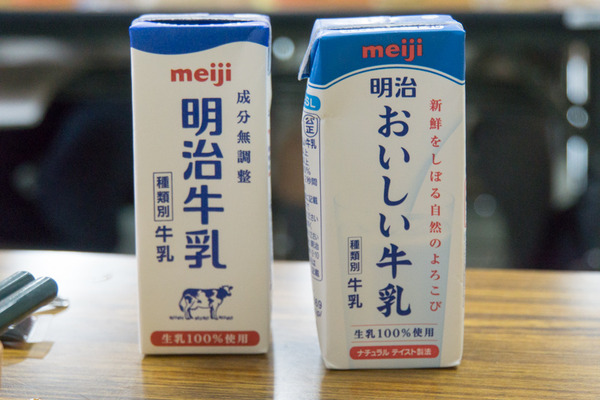 meiji
成分無調整
明治牛乳
種類別 牛乳
生乳100%使用
meiji
明治
おいしい牛乳
新鮮をしぼる自然のよろこび
種類別 牛乳
生乳100%使用
ナチュラル テイスト製法
SL
公正